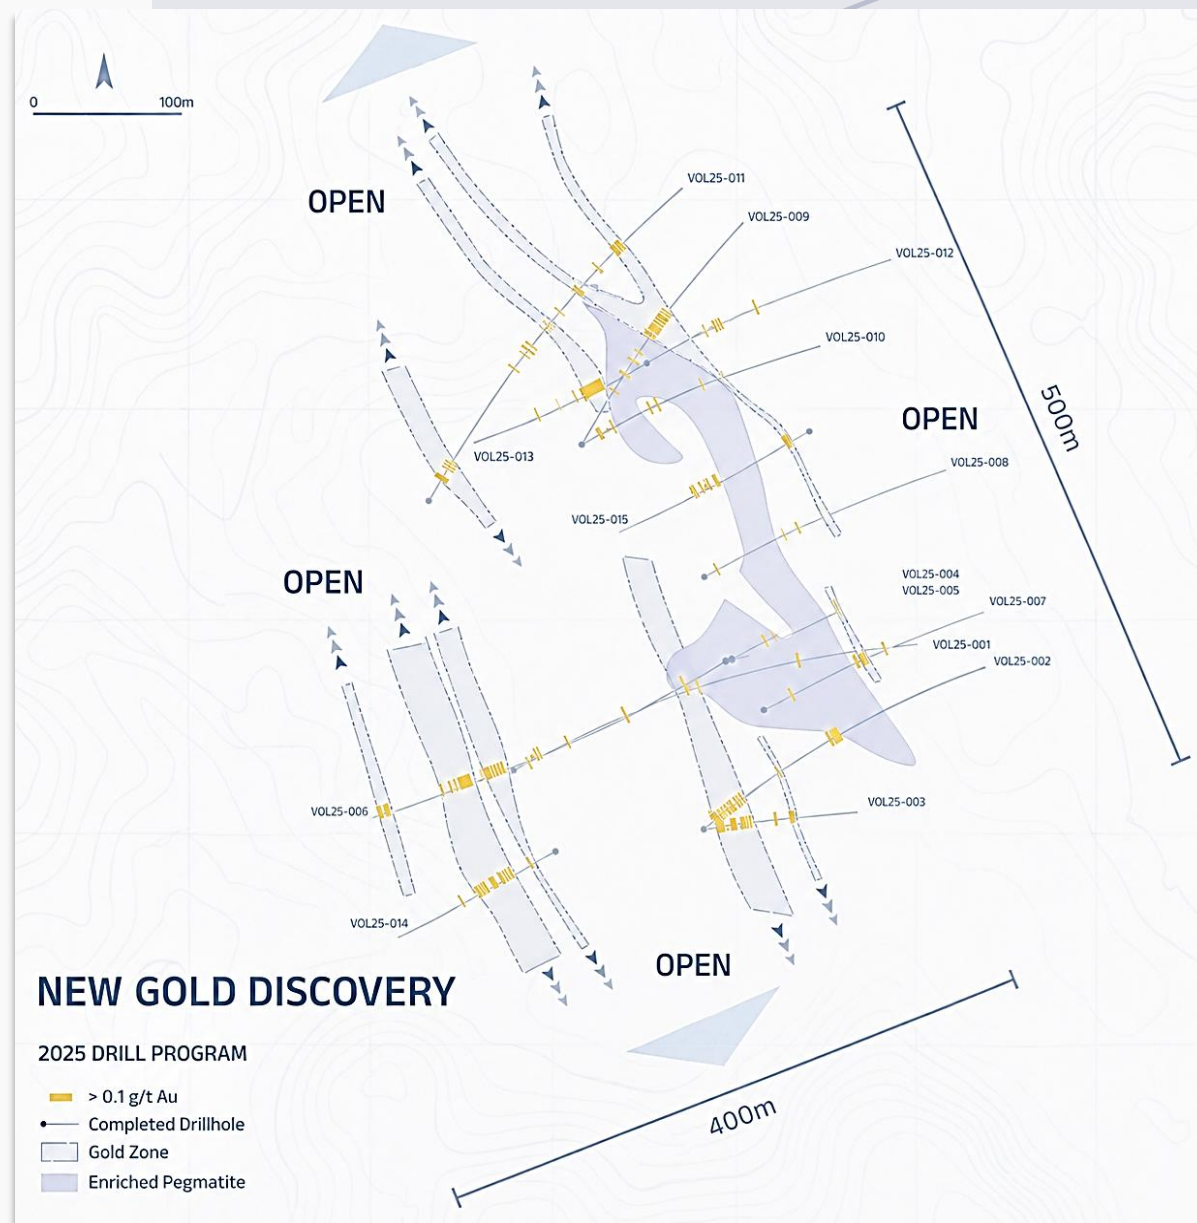 0 100m
OPEN
VOL25-011
VOL25-009
VOL25-012
VOL25-010
OPEN
500m
VOL25-013
VOL25-008
VOL25-015
OPEN
VOL25-004
VOL25-005
VOL25-007
VOL25-001
VOL25-002
VOL25-006
VOL25-003
VOL25-014
OPEN
400m
NEW GOLD DISCOVERY
2025 DRILL PROGRAM
> 0.1 g/t Au
Completed Drillhole
Gold Zone
Enriched Pegmatite